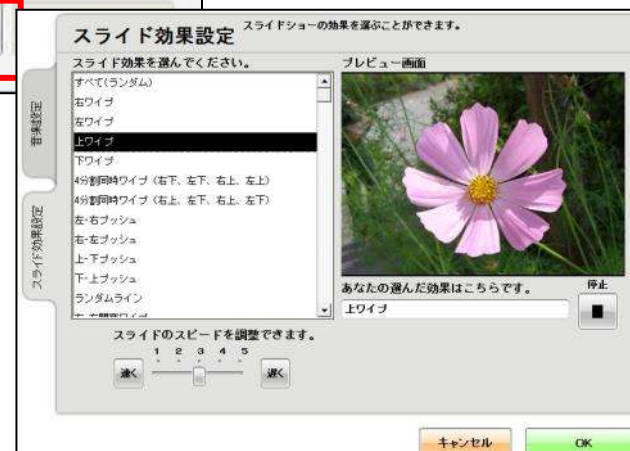 スライド効果設定 スライドショーの効果を選ぶことができます。
音楽設定
スライド効果設定
スライド効果を選んでください。
すべて(ランダム)
右ワイプ
左ワイプ
上ワイプ
下ワイプ
4分割同時ワイプ（右下、左下、右上、左上）
4分割同時ワイプ（右上、左上、右下、左下）
左-右プッシュ
右-左プッシュ
上-下プッシュ
下-上プッシュ
ランダムライン
プレビュー画面
あなたの選んだ効果はこちらです。
上ワイプ
停止
スライドのスピードを調整できます。
1 2 3 4 5
速く
遅く
キャンセル
OK